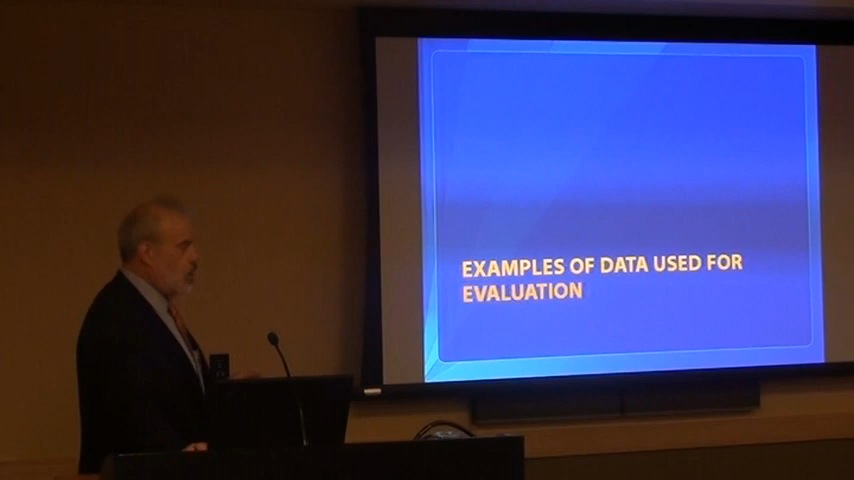 EXAMPLES OF DATA USED FOR
EVALUATION